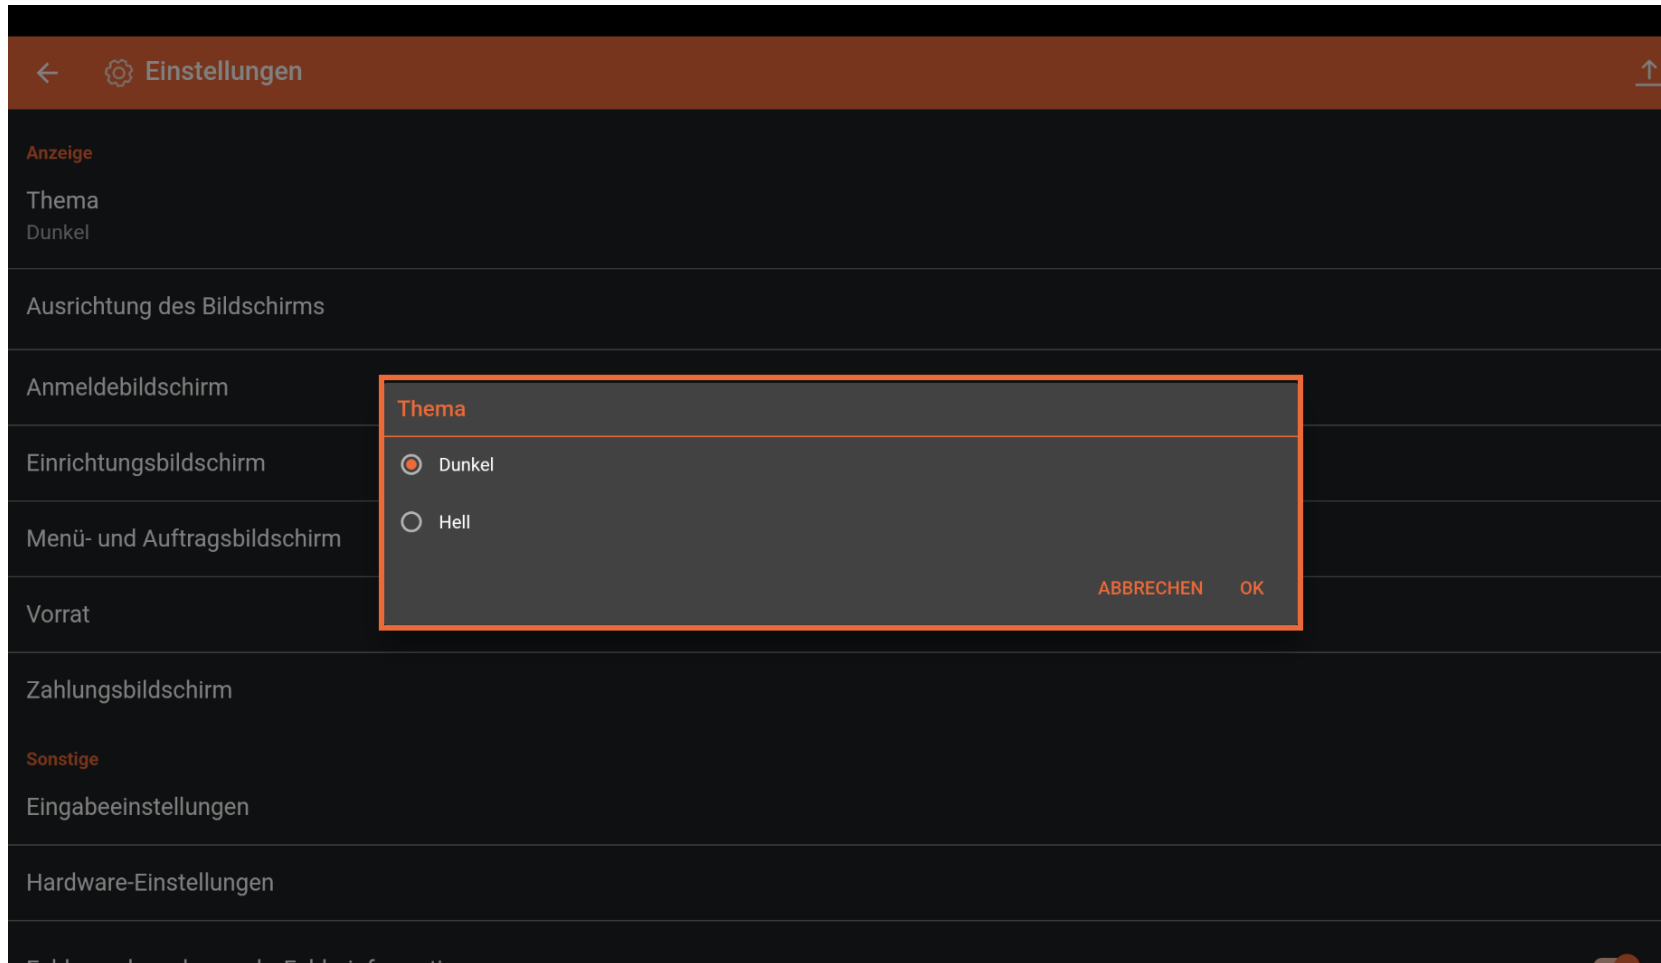 Einstellungen
Anzeige
Thema
Dunkel
Ausrichtung des Bildschirms
Anmeldebildschirm
Einrichtungsbildschirm
Menü- und Auftragsbildschirm
Vorrat
Zahlungsbildschirm
Sonstige
Eingabeeinstellungen
Hardware-Einstellungen
Thema
Dunkel
Hell
ABBRECHEN OK